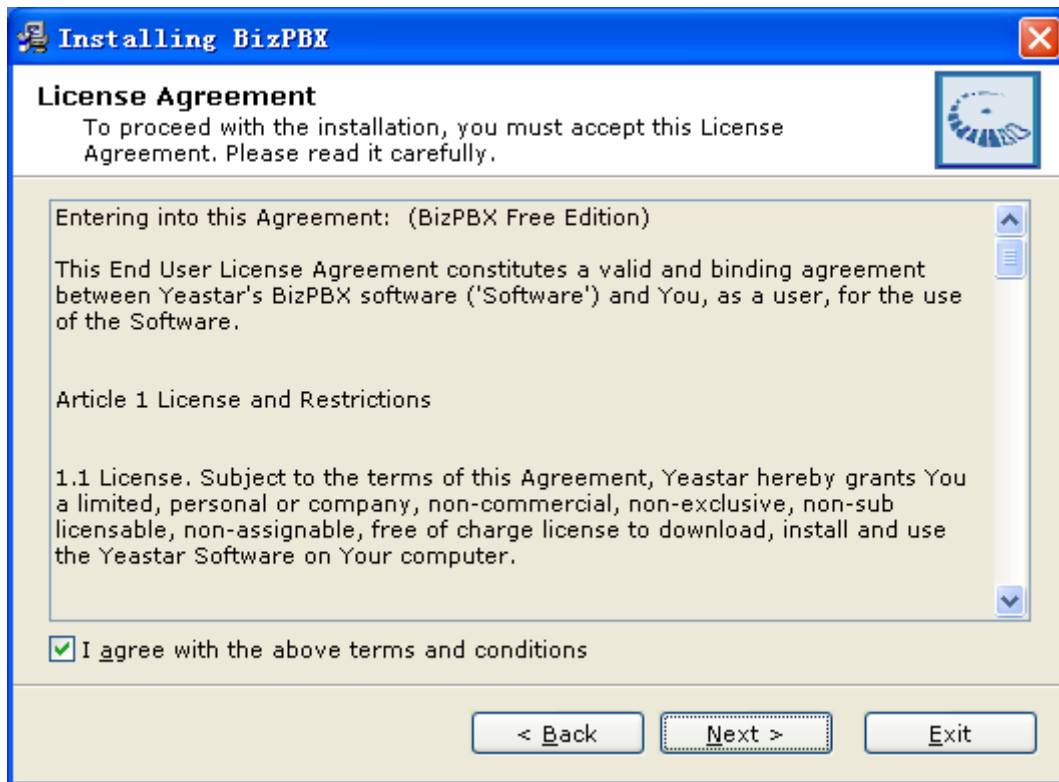 Installing BizPBX
License Agreement
To proceed with the installation, you must accept this License
Agreement. Please read it carefully.
Entering into this Agreement:  (BizPBX Free Edition)
This End User License Agreement constitutes a valid and binding agreement
between Yeastar's BizPBX software ('Software') and You, as a user, for the use
of the Software.
Article 1 License and Restrictions
1.1 License. Subject to the terms of this Agreement, Yeastar hereby grants You
a limited, personal or company, non-commercial, non-exclusive, non-sub
licensable, non-assignable, free of charge license to download, install and use
the Yeastar Software on Your computer.
I agree with the above terms and conditions
< Back
Next >
Exit